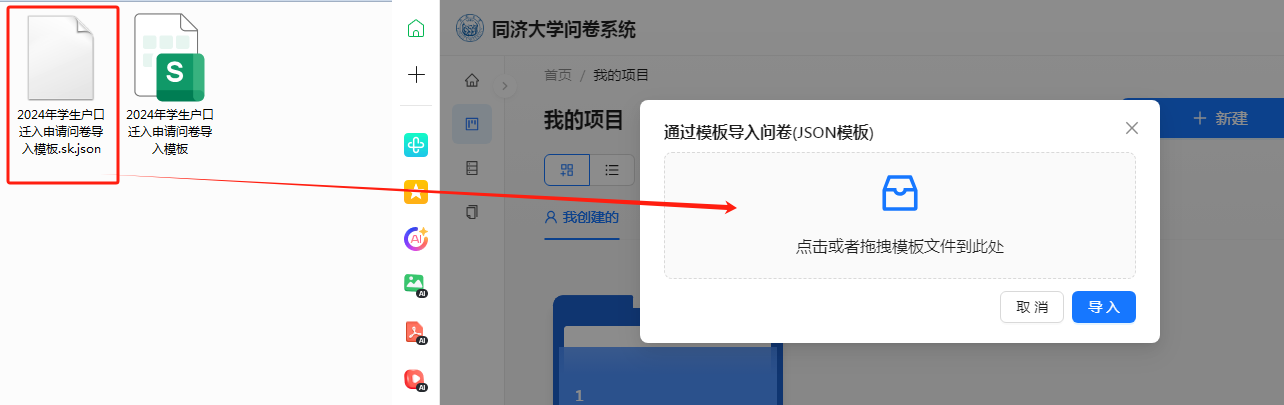 2024年学生户口
迁入申请问卷导
入模板.sk.json
S
2024年学生户口
迁入申请问卷导
入模板
AI
AI
AI
AI
同济大学问卷系统
首页 / 我的项目
我的项目
新建
我创建的
1
通过模板导入问卷(JSON模板)
点击或者拖拽模板文件到此处
取 消
导 入